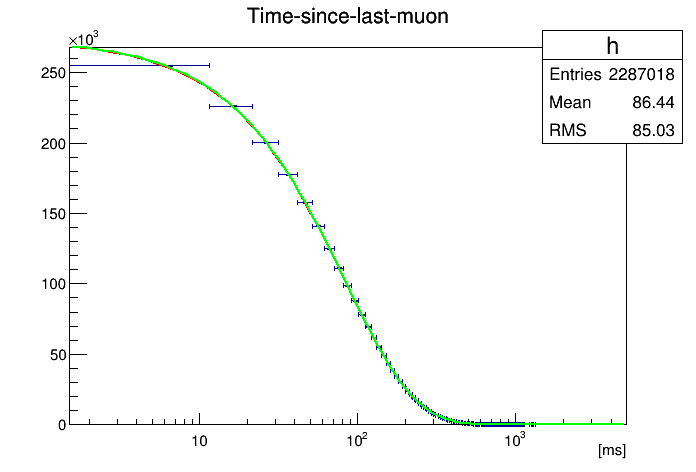 Time-since-last-muon
×10³
h
Entries 2287018
Mean 86.44
RMS 85.03
250
200
150
100
50
0
10 10² 10³
[ms]